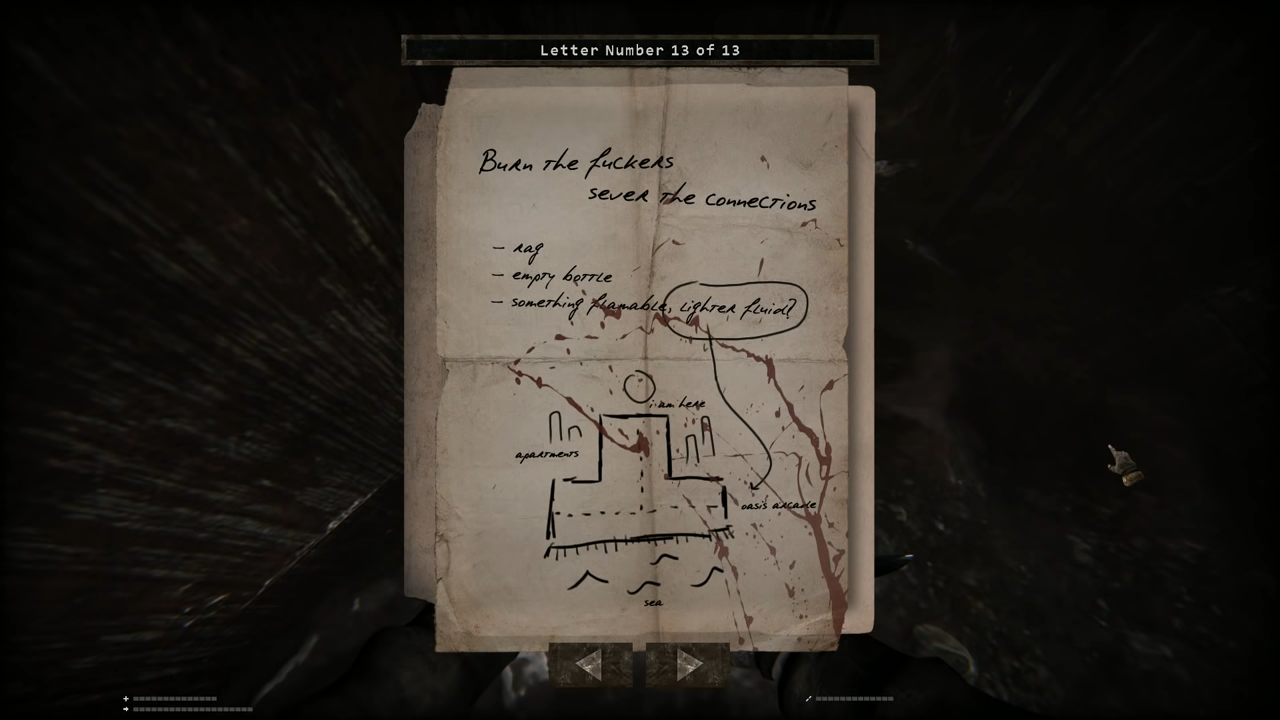 Letter Number 13 of 13
Burn the fuckers
sever the connections
- rag
- empty bottle
- something flamable, lighter fluid?
i am here
apartments
oasis arcade
sea